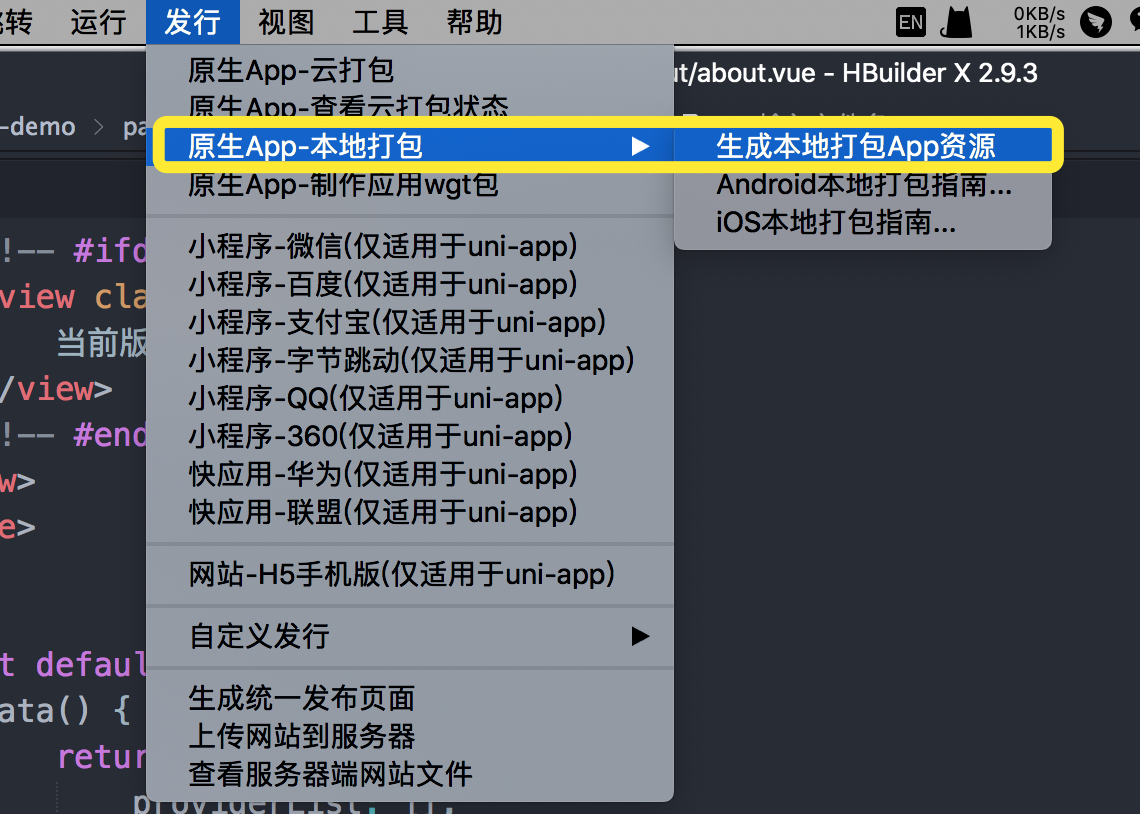 转 运行 发行 视图 工具 帮助 EN 0KB/s
1KB/s
ut/about.vue - HBuilder X 2.9.3
-demo > pa
原生App-云打包
原生App-查看云打包状态
原生App-本地打包
原生App-制作应用wgt包
生成本地打包App资源
Android本地打包指南...
iOS本地打包指南...
小程序-微信(仅适用于uni-app)
小程序-百度(仅适用于uni-app)
小程序-支付宝(仅适用于uni-app)
小程序-字节跳动(仅适用于uni-app)
小程序-QQ(仅适用于uni-app)
小程序-360(仅适用于uni-app)
快应用-华为(仅适用于uni-app)
快应用-联盟(仅适用于uni-app)
网站-H5手机版(仅适用于uni-app)
自定义发行
生成统一发布页面
上传网站到服务器
查看服务器端网站文件
!-- #ifd
view cla
当前版
/view>
!-- #end
w>
e>
t defaul
ata() {
retur
providerList: [],